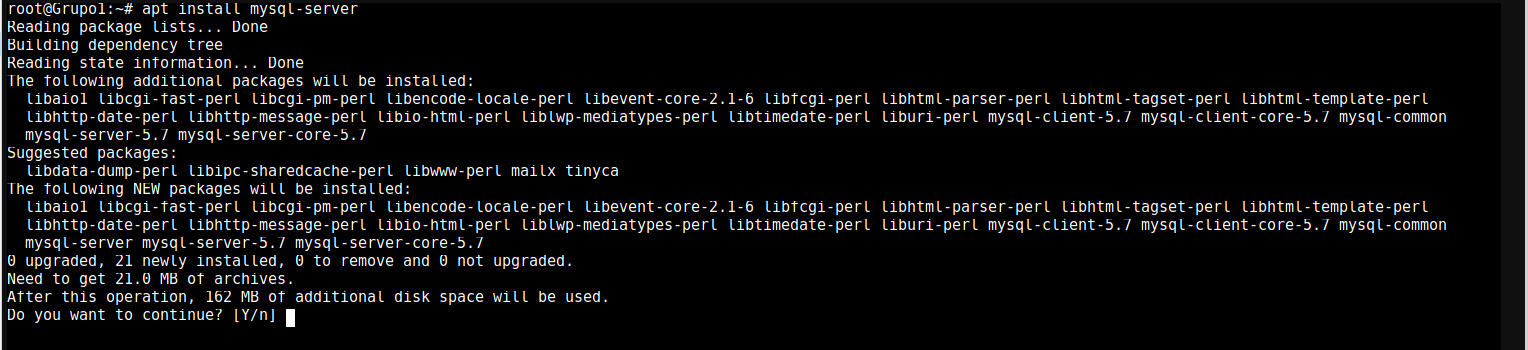 root@Grupo1:~# apt install mysql-server
Reading package lists... Done
Building dependency tree
Reading state information... Done
The following additional packages will be installed:
  libaio1 libcgi-fast-perl libcgi-pm-perl libencode-locale-perl libevent-core-2.1-6 libfcgi-perl libhtml-parser-perl libhtml-tagset-perl libhtml-template-perl
  libhttp-date-perl libhttp-message-perl libio-html-perl liblwp-mediatypes-perl libtimedate-perl liburi-perl mysql-client-5.7 mysql-client-core-5.7 mysql-common
  mysql-server-5.7 mysql-server-core-5.7
Suggested packages:
  libdata-dump-perl libipc-sharedcache-perl libwww-perl mailx tinyca
The following NEW packages will be installed:
  libaio1 libcgi-fast-perl libcgi-pm-perl libencode-locale-perl libevent-core-2.1-6 libfcgi-perl libhtml-parser-perl libhtml-tagset-perl libhtml-template-perl
  libhttp-date-perl libhttp-message-perl libio-html-perl liblwp-mediatypes-perl libtimedate-perl liburi-perl mysql-client-5.7 mysql-client-core-5.7 mysql-common
  mysql-server mysql-server-5.7 mysql-server-core-5.7
0 upgraded, 21 newly installed, 0 to remove and 0 not upgraded.
Need to get 21.0 MB of archives.
After this operation, 162 MB of additional disk space will be used.
Do you want to continue? [Y/n]